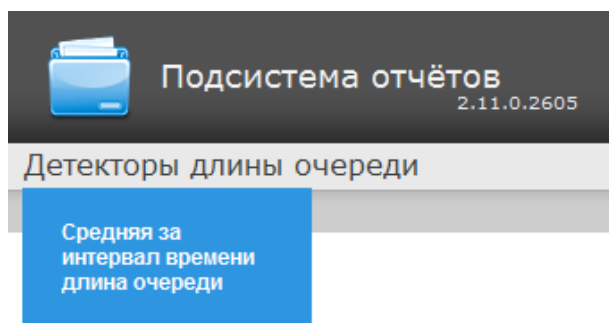 Подсистема отчётов
2.11.0.2605
Детекторы длины очереди
Средняя за
интервал времени
длина очереди